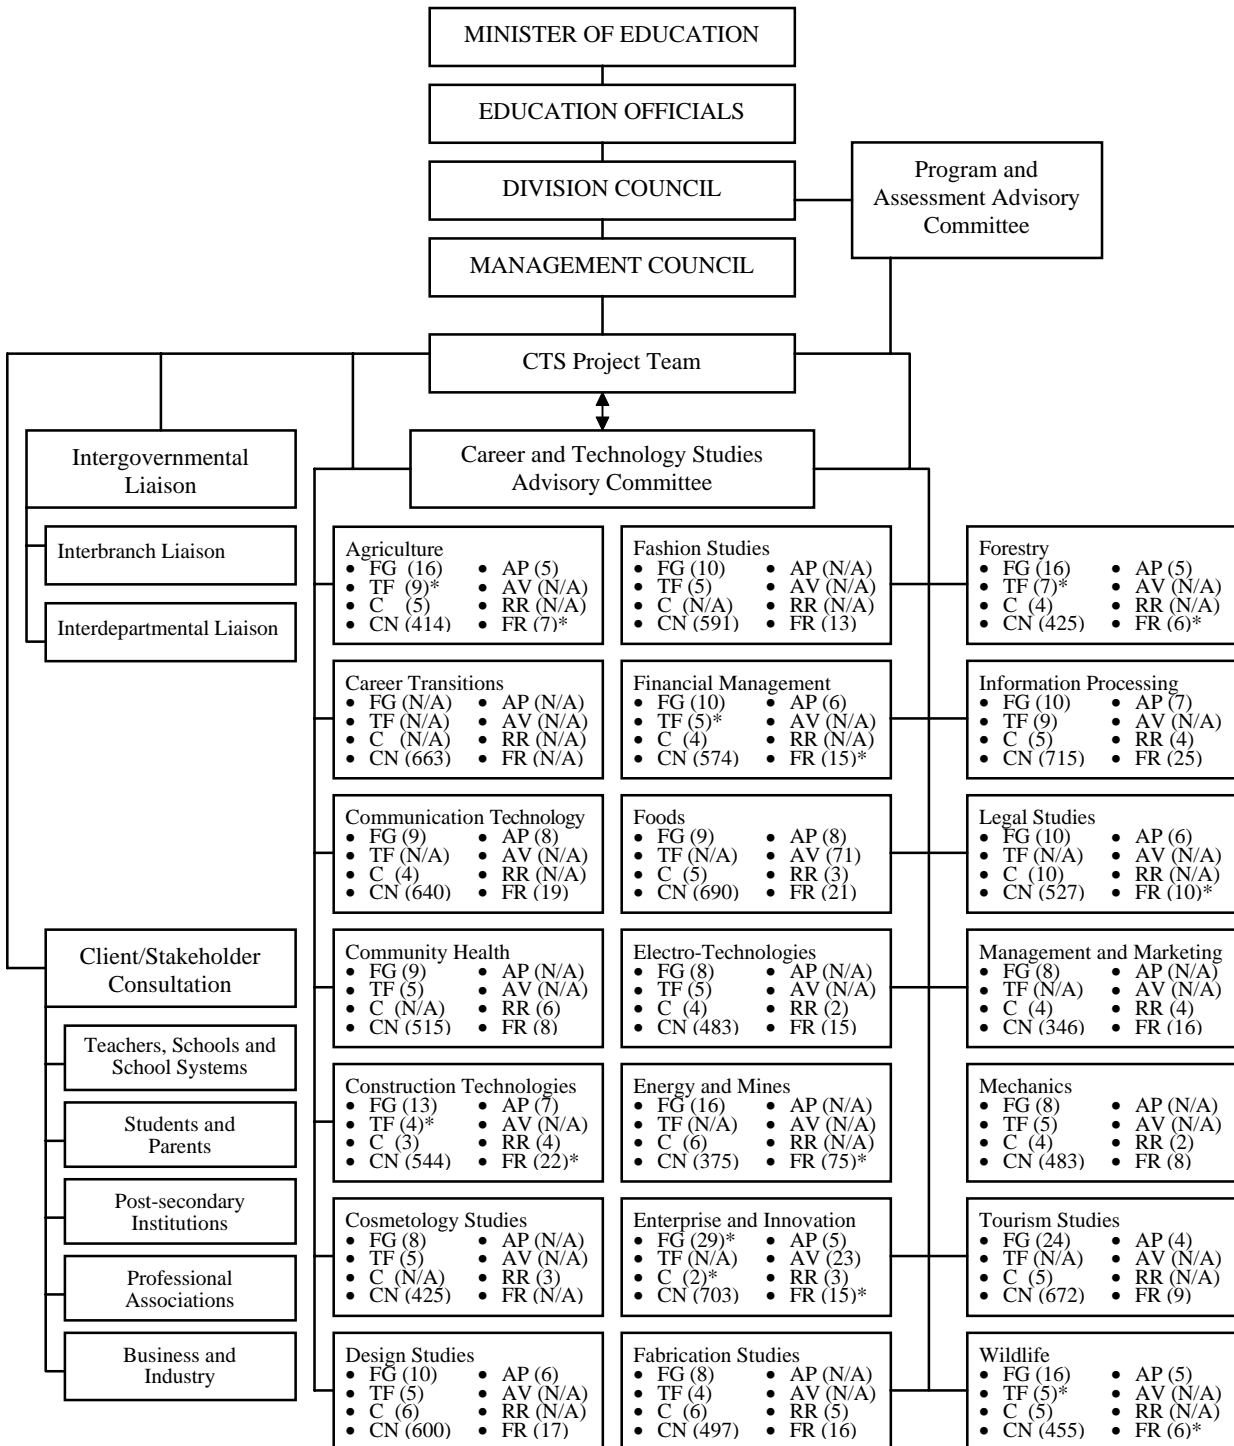 MINISTER OF EDUCATION
EDUCATION OFFICIALS
DIVISION COUNCIL
Program and
Assessment Advisory
Committee
MANAGEMENT COUNCIL
CTS Project Team
Intergovernmental
Liaison
Interbranch Liaison
Interdepartmental Liaison
Career and Technology Studies
Advisory Committee
Agriculture
• FG (16) • AP (5)
• TF (9)* • AV (N/A)
• C (5) • RR (N/A)
• CN (414) • FR (7)*
Fashion Studies
• FG (10) • AP (N/A)
• TF (5) • AV (N/A)
• C (N/A) • RR (N/A)
• CN (591) • FR (13)
Forestry
• FG (16) • AP (5)
• TF (7)* • AV (N/A)
• C (4) • RR (N/A)
• CN (425) • FR (6)*
Career Transitions
• FG (N/A) • AP (N/A)
• TF (N/A) • AV (N/A)
• C (N/A) • RR (N/A)
• CN (663) • FR (N/A)
Financial Management
• FG (10) • AP (6)
• TF (5)* • AV (N/A)
• C (4) • RR (N/A)
• CN (574) • FR (15)*
Information Processing
• FG (10) • AP (7)
• TF (9) • AV (N/A)
• C (5) • RR (4)
• CN (715) • FR (25)
Communication Technology
• FG (9) • AP (8)
• TF (N/A) • AV (N/A)
• C (4) • RR (N/A)
• CN (640) • FR (19)
Foods
• FG (9) • AP (8)
• TF (N/A) • AV (71)
• C (5) • RR (3)
• CN (690) • FR (21)
Legal Studies
• FG (10) • AP (6)
• TF (N/A) • AV (N/A)
• C (10) • RR (N/A)
• CN (527) • FR (10)*
Client/Stakeholder
Consultation
Teachers, Schools and
School Systems
Students and
Parents
Post-secondary
Institutions
Professional
Associations
Business and
Industry
Community Health
• FG (9) • AP (N/A)
• TF (5) • AV (N/A)
• C (N/A) • RR (6)
• CN (515) • FR (8)
Electro-Technologies
• FG (8) • AP (N/A)
• TF (5) • AV (N/A)
• C (4) • RR (2)
• CN (483) • FR (15)
Management and Marketing
• FG (8) • AP (N/A)
• TF (N/A) • AV (N/A)
• C (4) • RR (4)
• CN (346) • FR (16)
Construction Technologies
• FG (13) • AP (7)
• TF (4)* • AV (N/A)
• C (3) • RR (4)
• CN (544) • FR (22)*
Energy and Mines
• FG (16) • AP (N/A)
• TF (N/A) • AV (N/A)
• C (6) • RR (N/A)
• CN (375) • FR (75)*
Mechanics
• FG (8) • AP (N/A)
• TF (5) • AV (N/A)
• C (4) • RR (2)
• CN (483) • FR (8)
Cosmetology Studies
• FG (8) • AP (N/A)
• TF (5) • AV (N/A)
• C (N/A) • RR (3)
• CN (425) • FR (N/A)
Enterprise and Innovation
• FG (29)* • AP (5)
• TF (N/A) • AV (23)
• C (2)* • RR (3)
• CN (703) • FR (15)*
Tourism Studies
• FG (24) • AP (4)
• TF (N/A) • AV (N/A)
• C (5) • RR (N/A)
• CN (672) • FR (9)
Design Studies
• FG (10) • AP (6)
• TF (5) • AV (N/A)
• C (6) • RR (N/A)
• CN (600) • FR (17)
Fabrication Studies
• FG (8) • AP (N/A)
• TF (4) • AV (N/A)
• C (6) • RR (5)
• CN (497) • FR (16)
Wildlife
• FG (16) • AP (5)
• TF (5)* • AV (N/A)
• C (5) • RR (N/A)
• CN (455) • FR (6)*